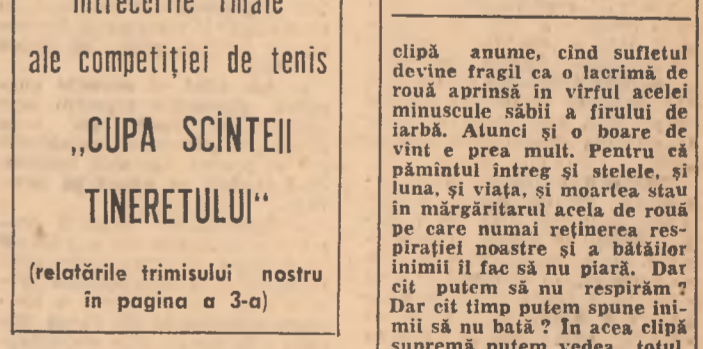 întrecerile finale
ale competiției de tenis
„CUPA SCÎNTEII
TINERETULUI“
(relatările trimisului nostru
în pagina a 3-a)
clipă anume, cînd sufletul
devine fragil ca o lacrimă de
rouă aprinsă în vîrful acelei
minuscule săbii a firului de
iarbă. Atunci și o boare de
vînt e prea mult. Pentru că
pămîntul întreg și stelele, și
luna, și viața, și moartea stau
în mărgăritarul acela de rouă
pe care numai reținerea res-
pirației noastre și a bătăilor
inimii îl fac să nu piară. Dar
cît putem să nu respirăm ?
Dar cît timp putem spune ini-
mii să nu bată ? In acea clipă
supremă putem vedea totul